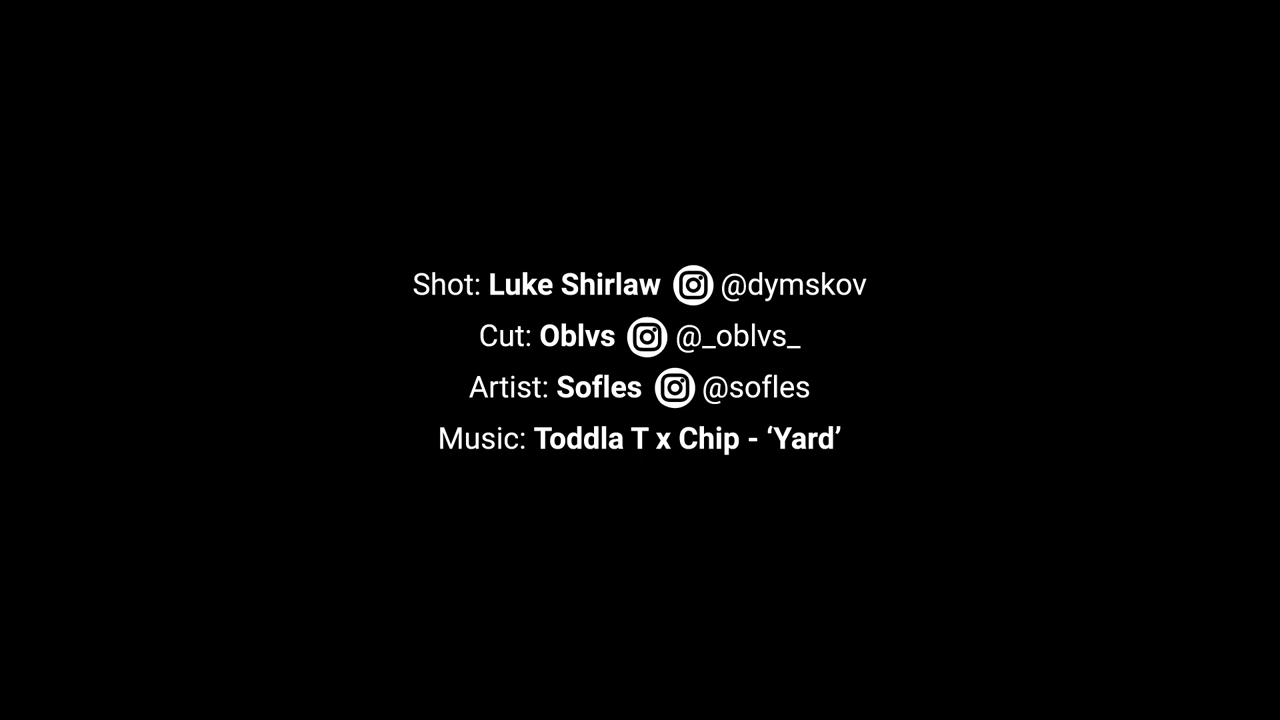 Shot: Luke Shirlaw @dymskov
Cut: Oblvs @_oblvs_
Artist: Sofles @sofles
Music: Toddla T x Chip - ‘Yard’